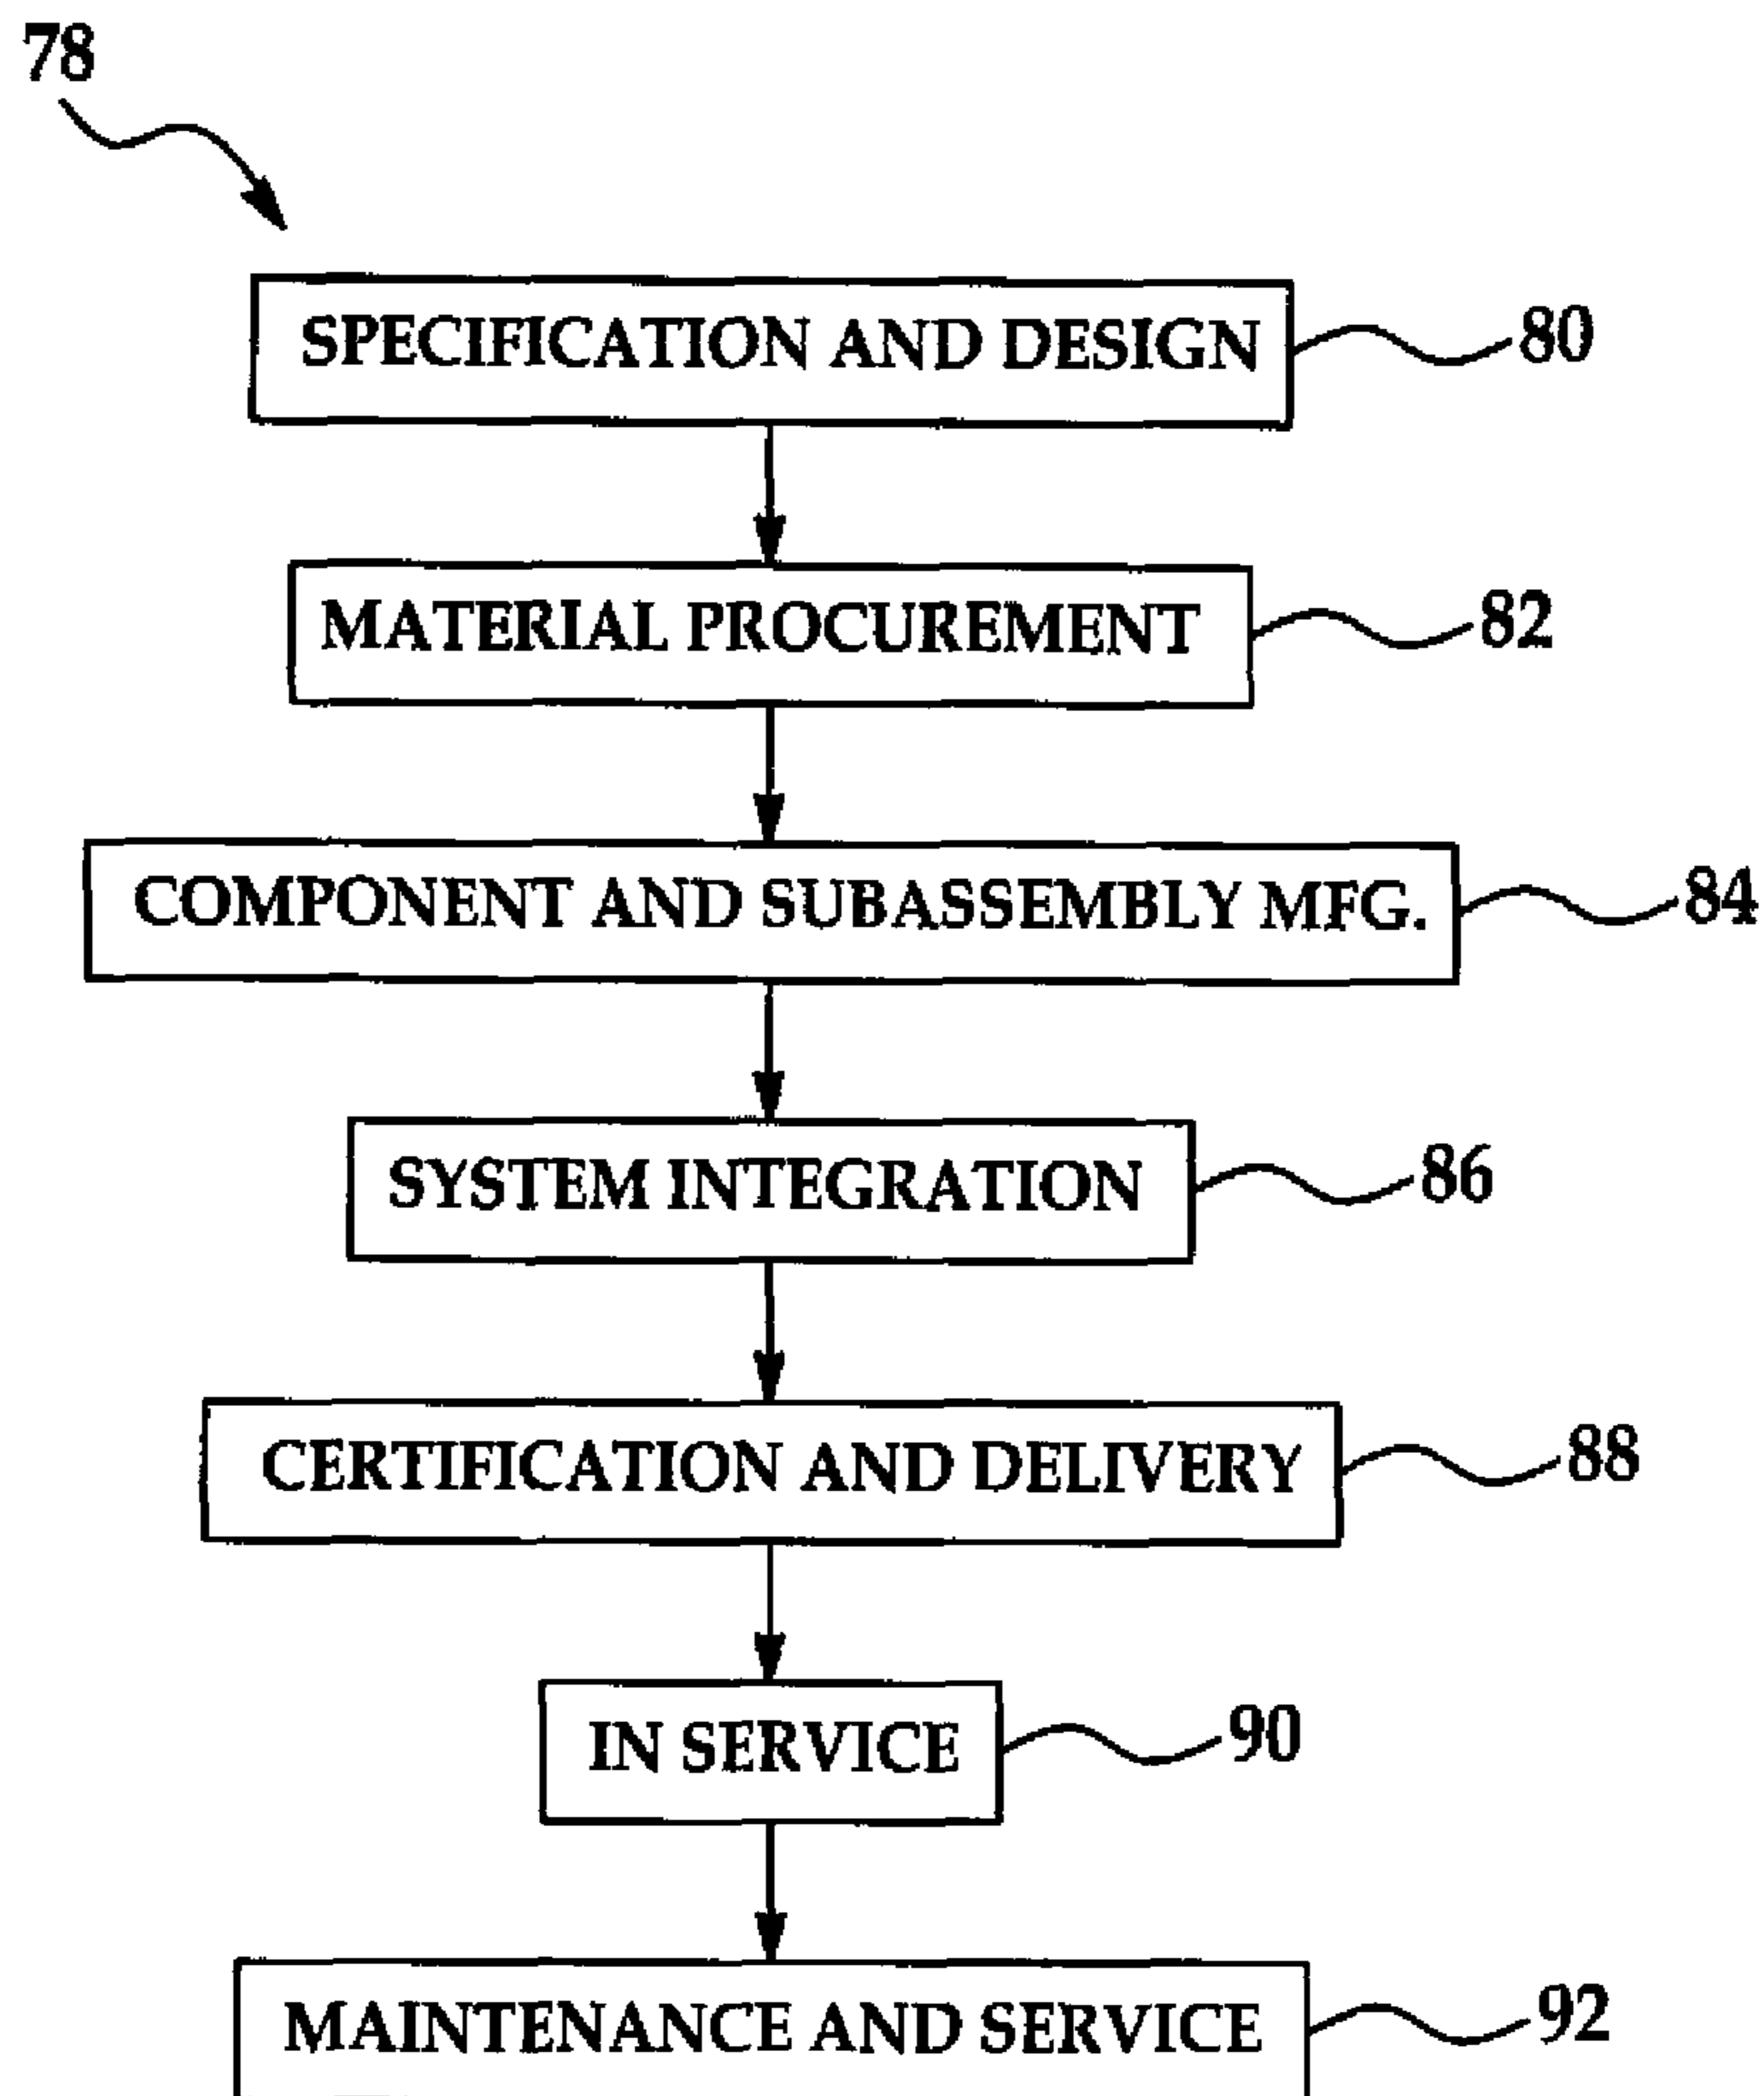 78
SPECIFICATION AND DESIGN 80
MATERIAL PROCUREMENT 82
COMPONENT AND SUBASSEMBLY MFG. 84
SYSTEM INTEGRATION 86
CERTIFICATION AND DELIVERY 88
IN SERVICE 90
MAINTENANCE AND SERVICE 92